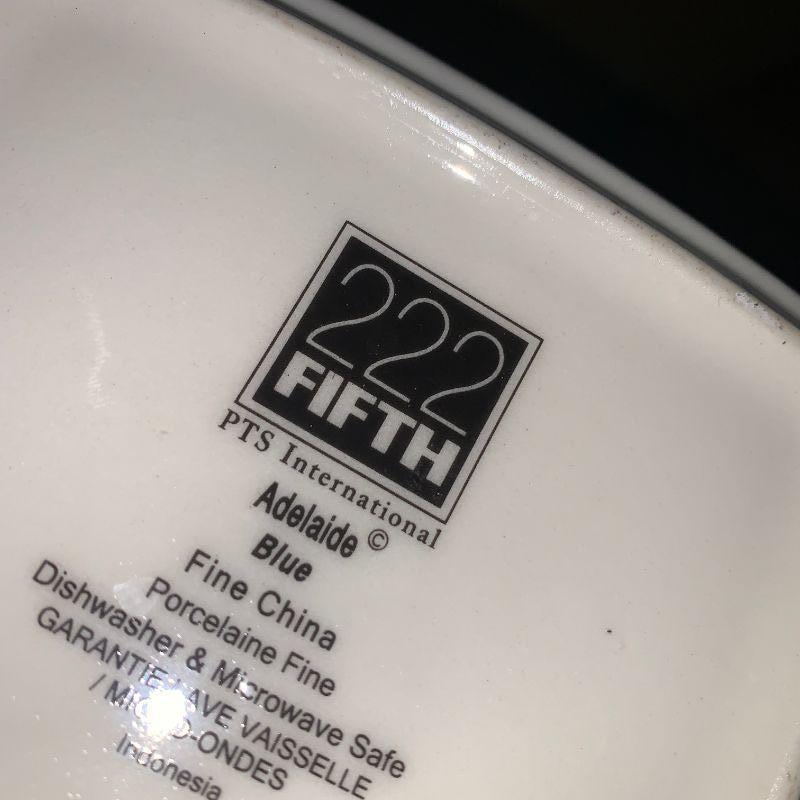 222
FIFTH
PTS International
Adelaide ©
Blue
Fine China
Porcelaine Fine
Dishwasher & Microwave Safe
GARANTIE LAVE VAISSELLE
/ MICRO-ONDES
Indonesia